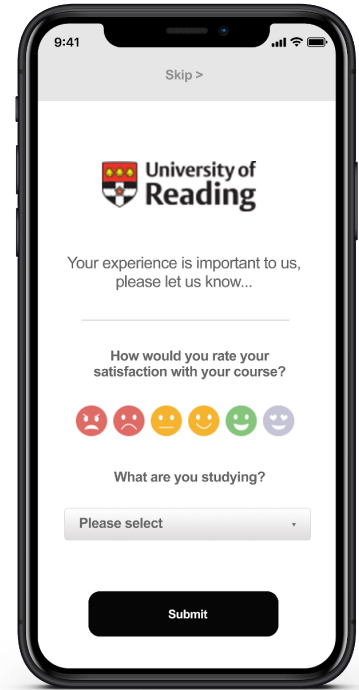 9:41
Skip >
University of
Reading
Your experience is important to us,
please let us know...
How would you rate your
satisfaction with your course?
What are you studying?
Please select
Submit